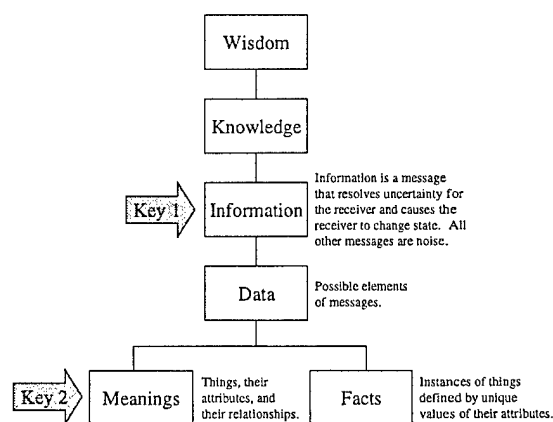 Wisdom
Knowledge
Key 1
Information
Information is a message
that resolves uncertainty for
the receiver and causes the
receiver to change state. All
other messages are noise.
Data
Possible elements
of messages.
Key 2
Meanings
Things, their
attributes, and
their relationships.
Facts
Instances of things
defined by unique
values of their attributes.